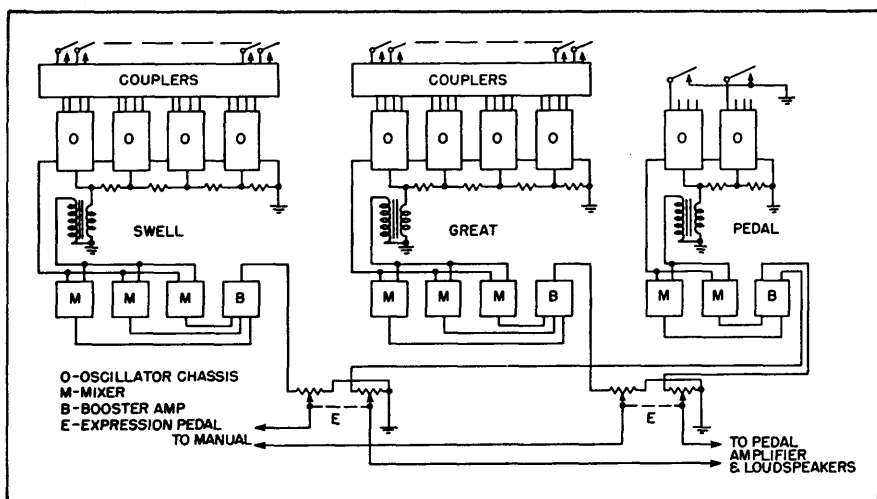 COUPLERS
COUPLERS
O O O O
O O O O
O O
SWELL
GREAT
PEDAL
M M M B
M M M B
M M B
O-OSCILLATOR CHASSIS
M-MIXER
B-BOOSTER AMP
E-EXPRESSION PEDAL
E
E
TO MANUAL
TO PEDAL
AMPLIFIER
& LOUDSPEAKERS